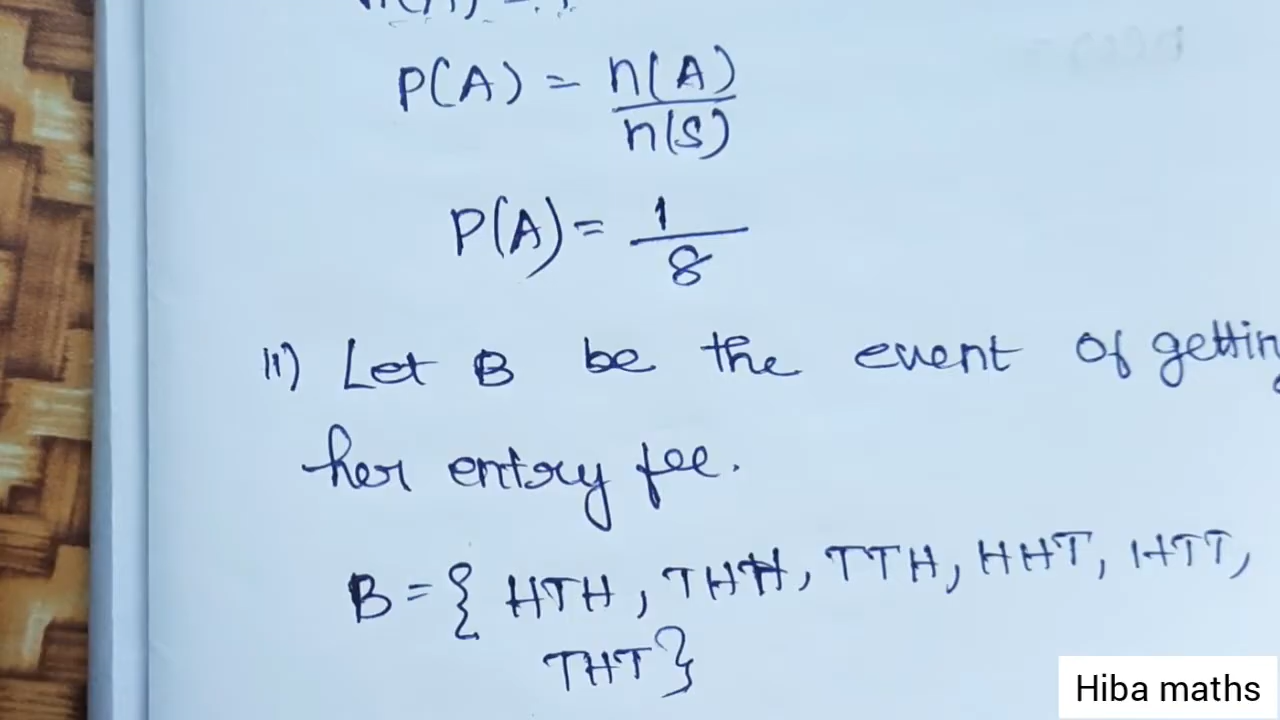 P(A) = n(A)
n(S)
P(A) = 1
8
ii) Let B be the event of getting
her entry fee.
B = { HTH, THH, TTH, HHT, HTT,
THT }
Hiba maths